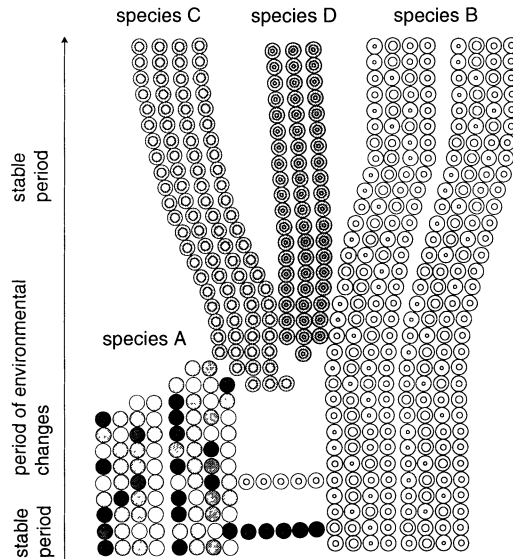 species C
species D
species B
stable
period
species A
period of environmental
changes
stable
period